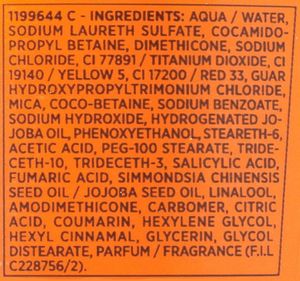 1199644 C - INGREDIENTS: AQUA / WATER,
SODIUM LAURETH SULFATE, COCAMIDO-
PROPYL BETAINE, DIMETHICONE, SODIUM
CHLORIDE, CI 77891 / TITANIUM DIOXIDE, CI
19140 / YELLOW 5, CI 17200 / RED 33, GUAR
HYDROXYPROPYLTRIMONIUM CHLORIDE,
MICA, COCO-BETAINE, SODIUM BENZOATE,
SODIUM HYDROXIDE, HYDROGENATED JO-
JOBA OIL, PHENOXYETHANOL, STEARETH-6,
ACETIC ACID, PEG-100 STEARATE, TRIDE-
CETH-10, TRIDECETH-3, SALICYLIC ACID,
FUMARIC ACID, SIMMONDSIA CHINENSIS
SEED OIL / JOJOBA SEED OIL, LINALOOL,
AMODIMETHICONE, CARBOMER, CITRIC
ACID, COUMARIN, HEXYLENE GLYCOL,
HEXYL CINNAMAL, GLYCERIN, GLYCOL
DISTEARATE, PARFUM / FRAGRANCE (F.I.L
C228756/2).